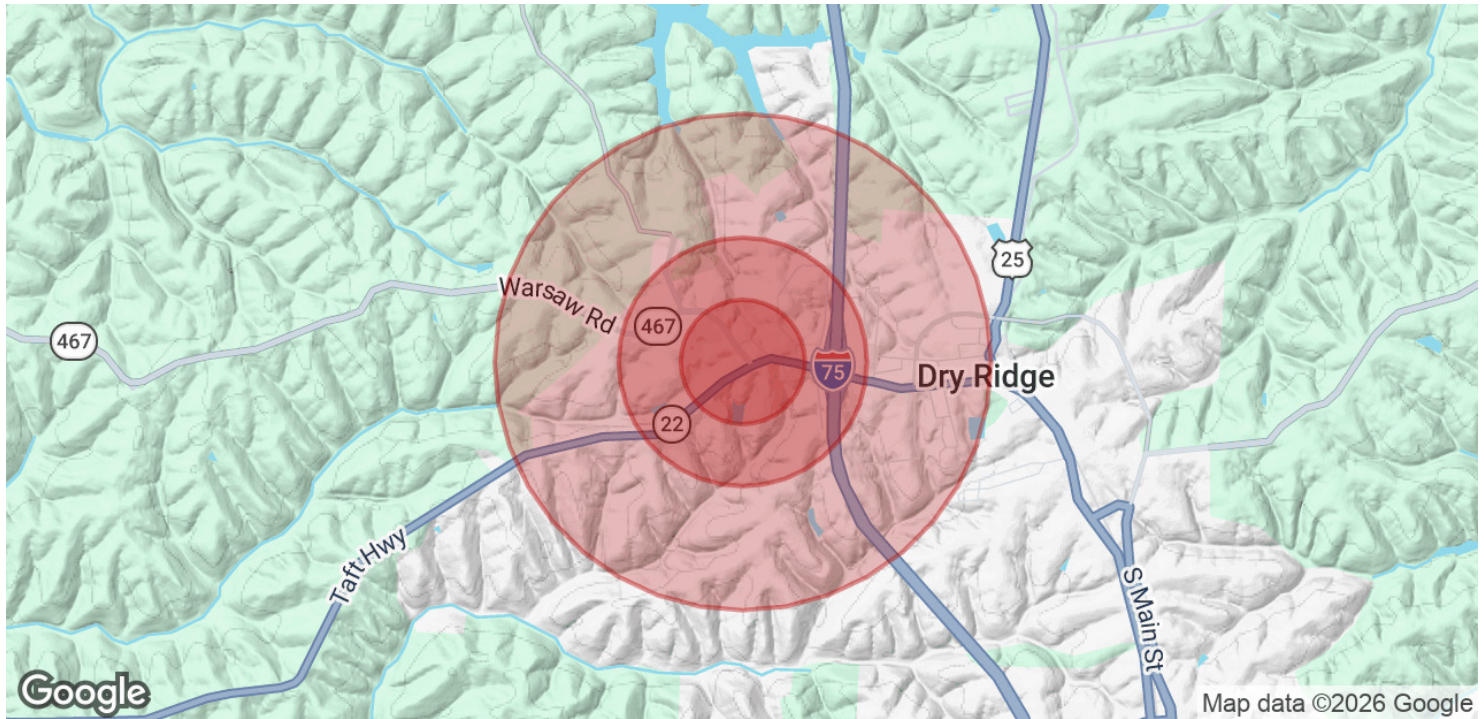 25
Warsaw Rd
467
467
75
Dry Ridge
22
Taft Hwy
S Main St
Google
Map data ©2026 Google